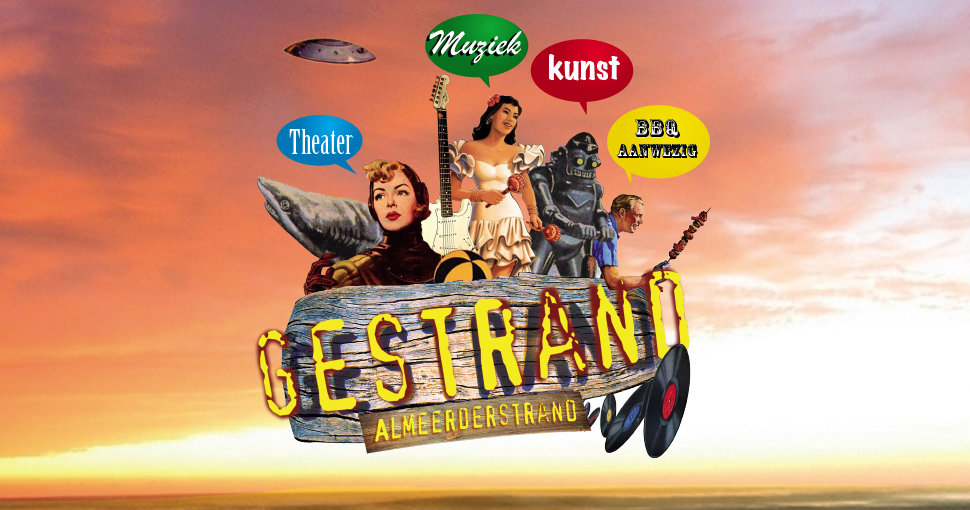 Muziek
kunst
Theater
BBQ
AANWEZIG
GESTRAND
ALMEERDERSTRAND